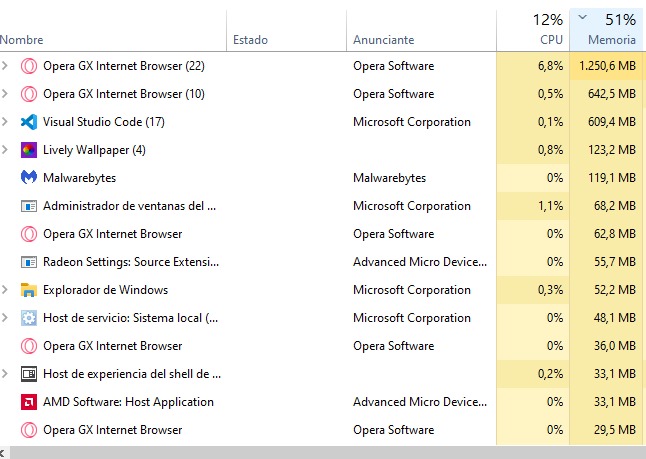 12% 51%
Nombre Estado Anunciante CPU Memoria
Opera GX Internet Browser (22) Opera Software 6,8% 1.250,6 MB
Opera GX Internet Browser (10) Opera Software 0,5% 642,5 MB
Visual Studio Code (17) Microsoft Corporation 0,1% 609,4 MB
Lively Wallpaper (4) 0,8% 123,2 MB
Malwarebytes Malwarebytes 0% 119,1 MB
Administrador de ventanas del ... Microsoft Corporation 1,1% 68,2 MB
Opera GX Internet Browser Opera Software 0% 62,8 MB
Radeon Settings: Source Extensi... Advanced Micro Device... 0% 55,7 MB
Explorador de Windows Microsoft Corporation 0,3% 52,2 MB
Host de servicio: Sistema local (... Microsoft Corporation 0% 48,1 MB
Opera GX Internet Browser Opera Software 0% 36,0 MB
Host de experiencia del shell de ... 0,2% 33,1 MB
AMD Software: Host Application Advanced Micro Device... 0% 33,1 MB
Opera GX Internet Browser Opera Software 0% 29,5 MB